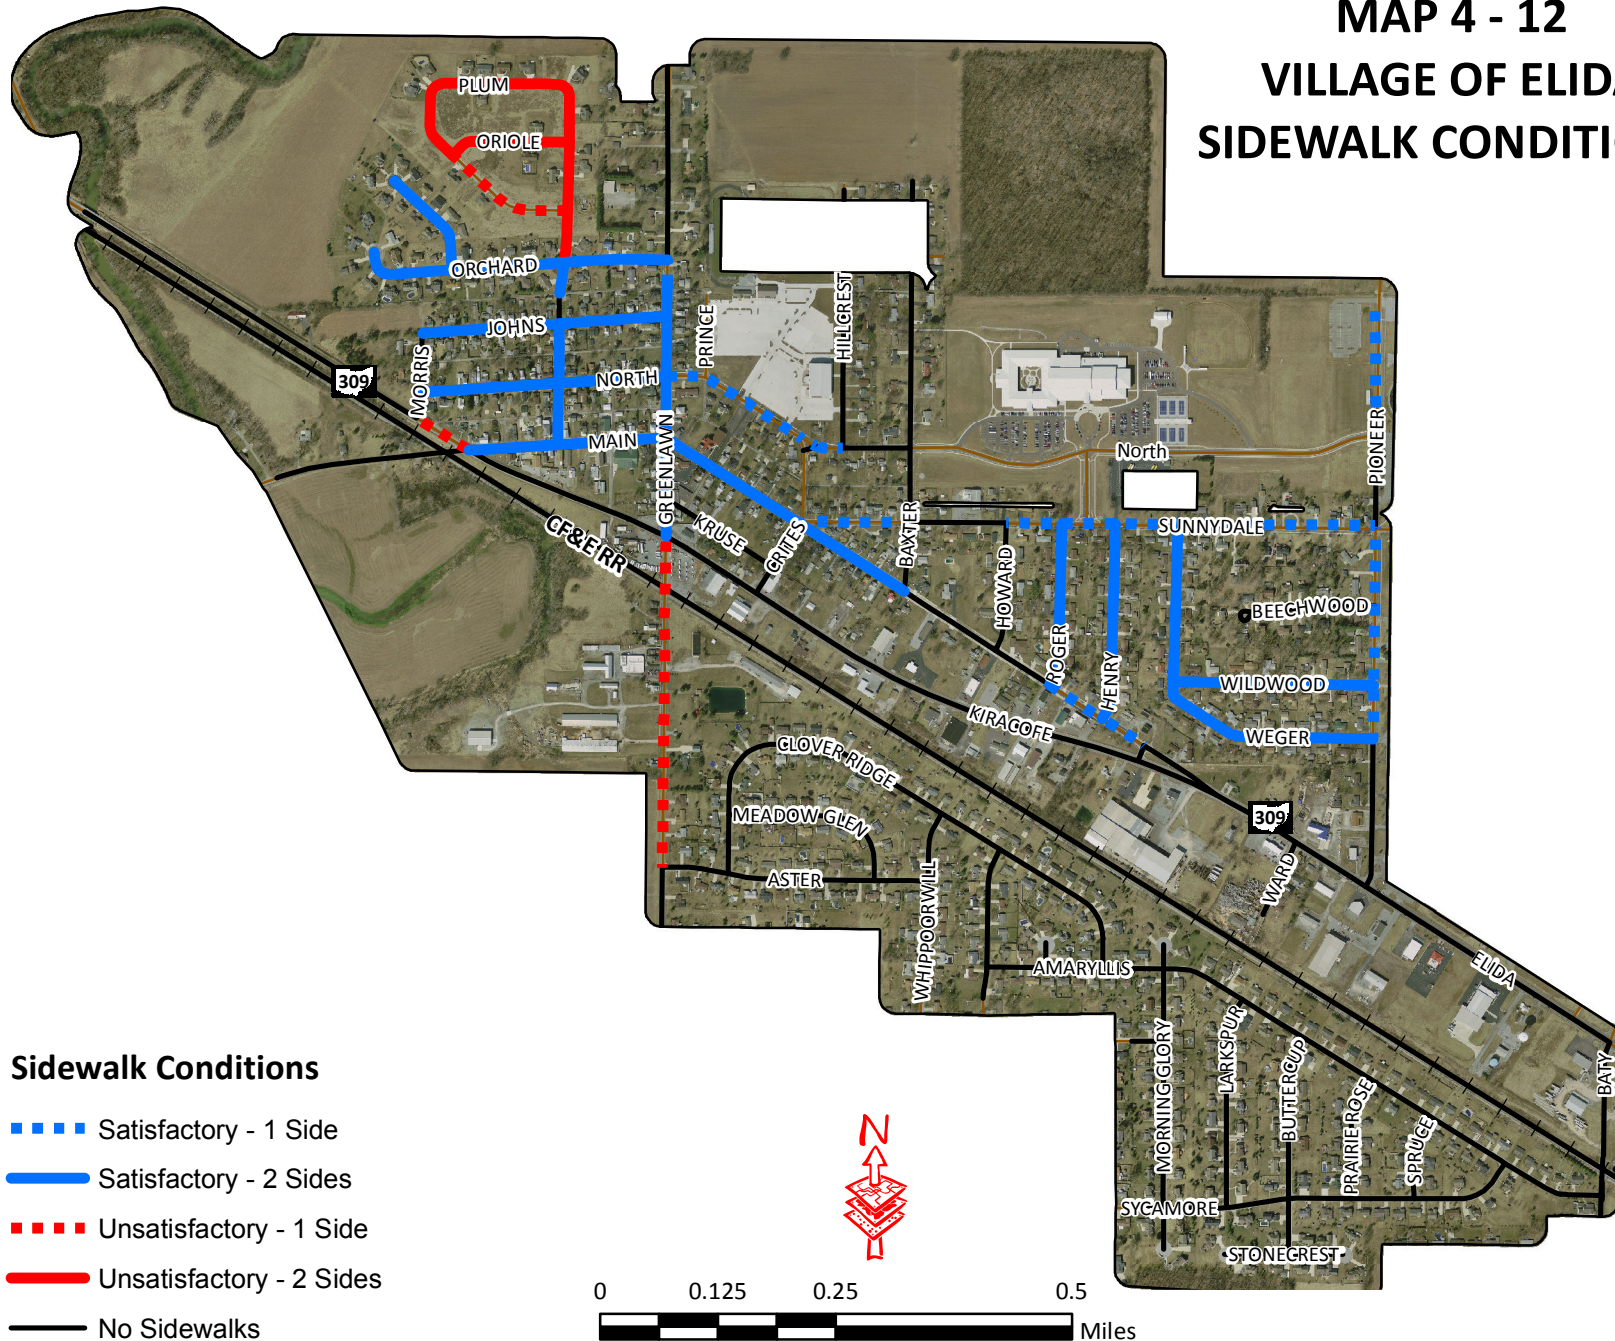 MAP 4 - 12
VILLAGE OF ELIDA
SIDEWALK CONDITIO
PLUM
ORIOLE
ORCHARD
JOHNS
MORRIS
309
NORTH
MAIN
GREENLAWN
PRINCE
HILLCREST
North
PIONEER
KRUSE
CRITES
BAXTER
SUNNYDALE
CF&E RR
HOWARD
ROGER
HENRY
BEECHWOOD
WILDWOOD
WEGER
KIRACOFE
CLOVER RIDGE
MEADOW GLEN
ASTER
WHIPPOORWILL
309
WARD
ELIDA
AMARYLLIS
MORNING GLORY
LARKSPUR
BUTTERCUP
PRAIRIE ROSE
SPRUCE
BATY
SYCAMORE
STONECREST
Sidewalk Conditions
Satisfactory - 1 Side
Satisfactory - 2 Sides
Unsatisfactory - 1 Side
Unsatisfactory - 2 Sides
No Sidewalks
N
0 0.125 0.25 0.5
Miles